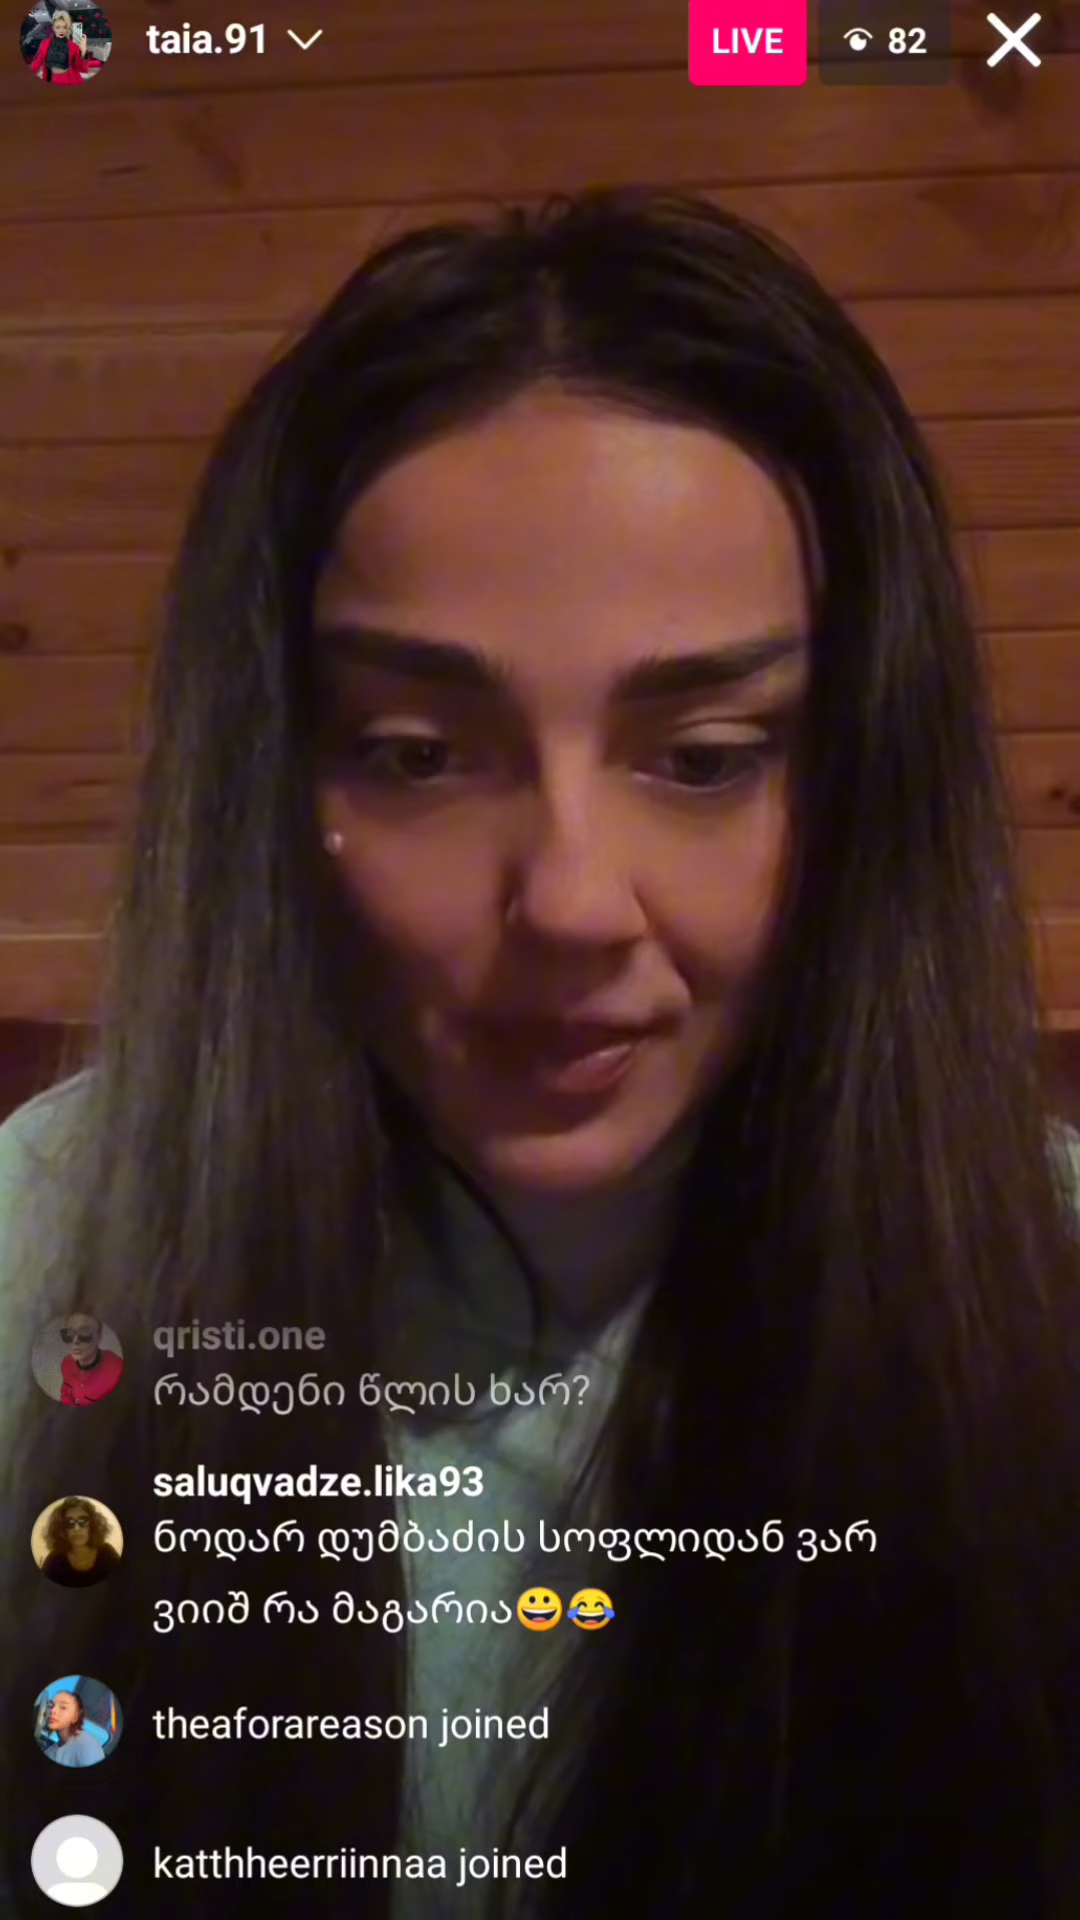 taia.91
LIVE
82
qristi.one
რამდენი წლის ხარ?
saluqvadze.lika93
ნოდარ დუმბაძის სოფლიდან ვარ
ვიიშ რა მაგარია😀😂
theaforareason joined
katthheerriinnaa joined